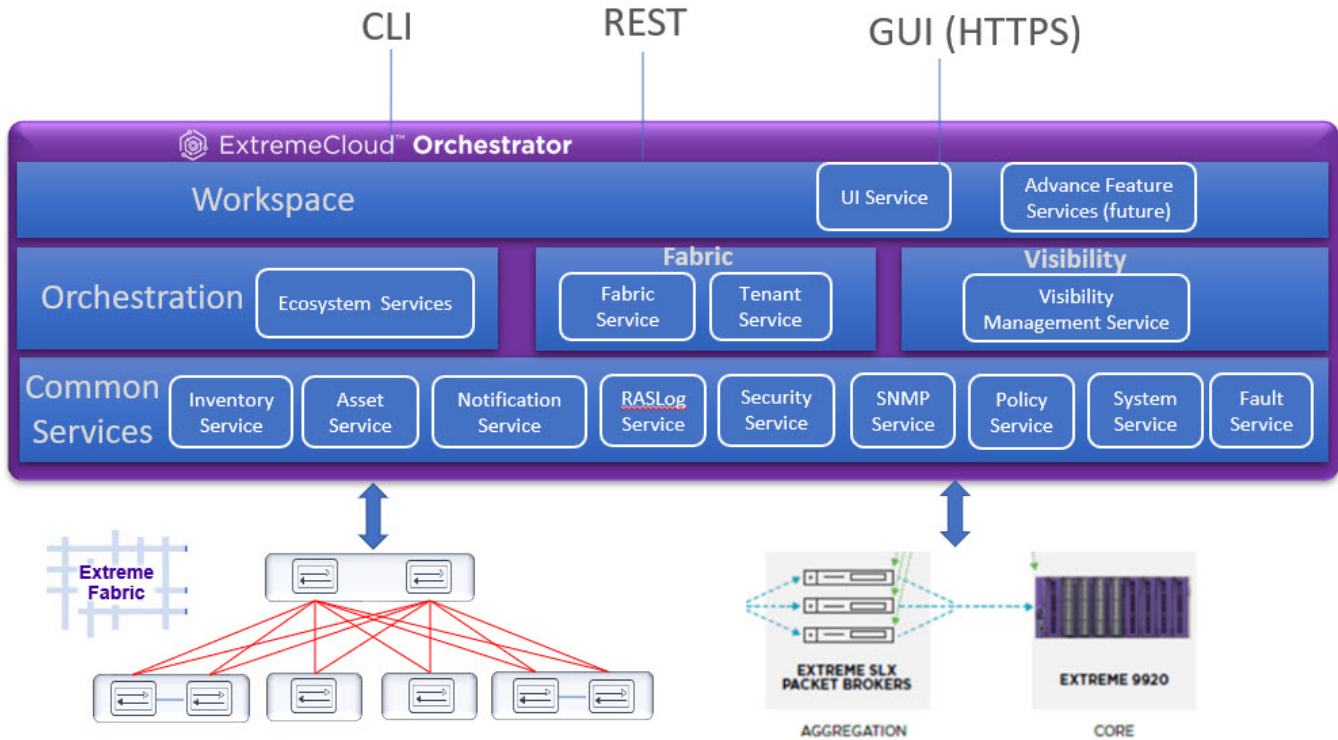 CLI
REST
GUI (HTTPS)
ExtremeCloud™ Orchestrator
Workspace
UI Service
Advance Feature
Services (future)
Orchestration
Ecosystem Services
Fabric
Fabric
Service
Tenant
Service
Visibility
Visibility
Management Service
Common
Services
Inventory
Service
Asset
Service
Notification
Service
RASLog
Service
Security
Service
SNMP
Service
Policy
Service
System
Service
Fault
Service
Extreme
Fabric
EXTREME SLX
PACKET BROKERS
AGGREGATION
EXTREME 9920
CORE